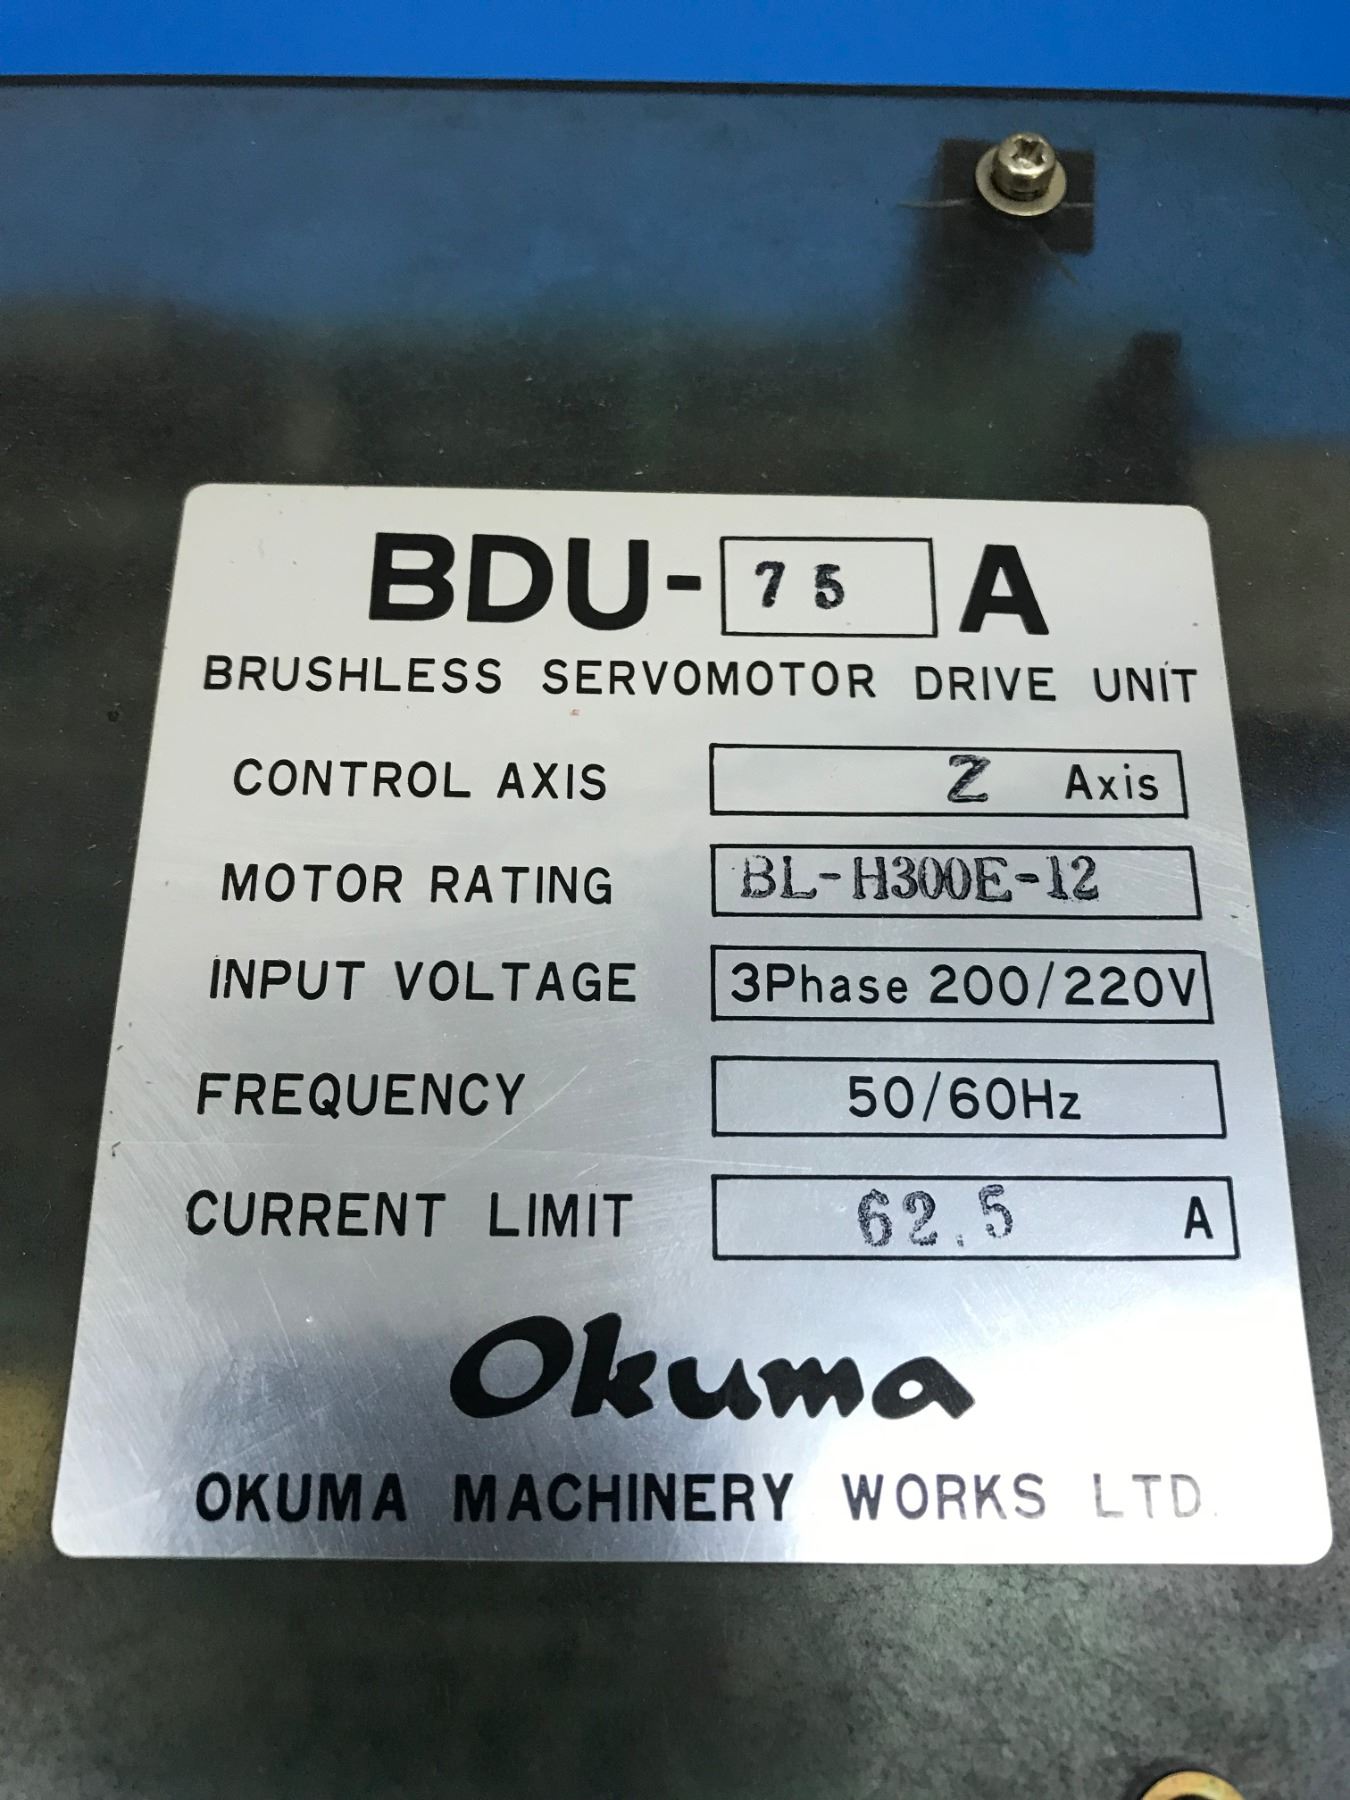 BDU-75A
BRUSHLESS SERVOMOTOR DRIVE UNIT
CONTROL AXIS Z Axis
MOTOR RATING BL-H300E-12
INPUT VOLTAGE 3Phase 200/220V
FREQUENCY 50/60Hz
CURRENT LIMIT 62.5 A
Okuma
OKUMA MACHINERY WORKS LTD.